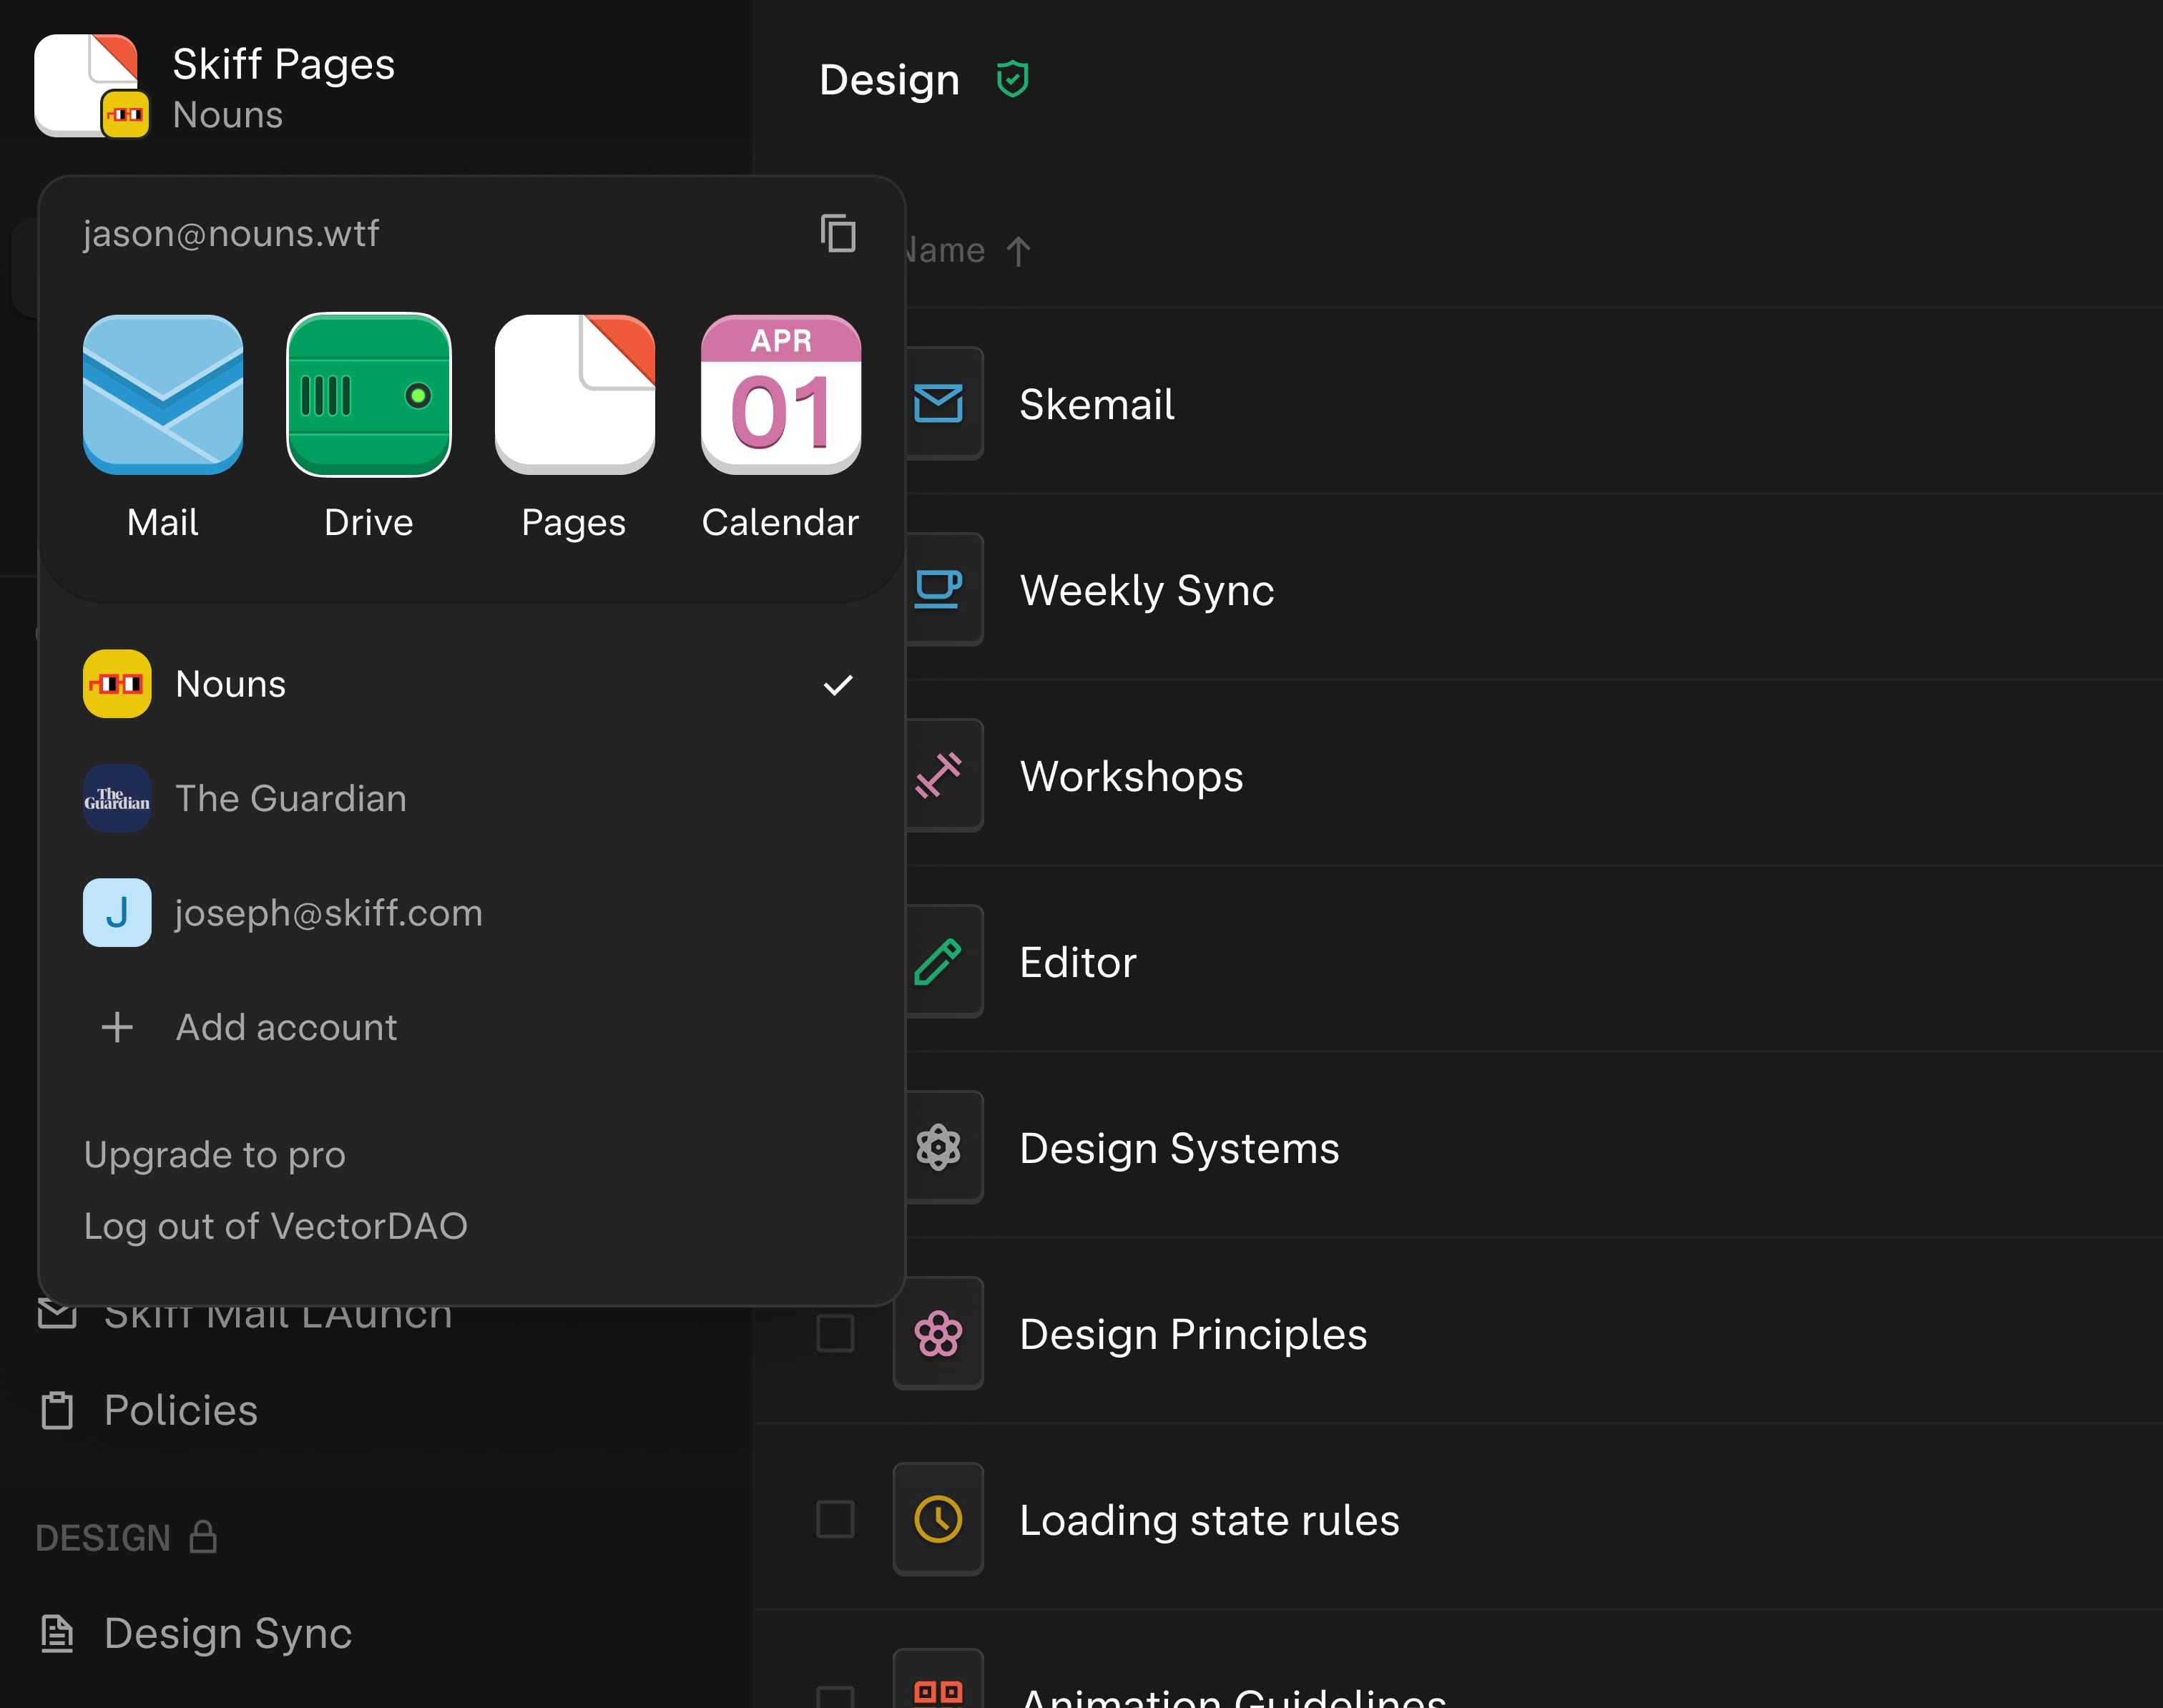 Skiff Pages
Nouns
jason@nouns.wtf
APR
01
Mail
Drive
Pages
Calendar
Nouns
The
Guardian
The Guardian
J
joseph@skiff.com
Add account
Upgrade to pro
Log out of VectorDAO
Skiff Mail LAunch
Policies
DESIGN
Design Sync
Design
Name
Skemail
Weekly Sync
Workshops
Editor
Design Systems
Design Principles
Loading state rules
Animation Guidelines